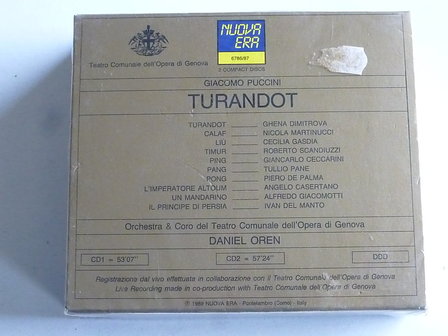 NUOVA
ERA
6786/87
2 COMPACT DISCS
Teatro Comunale dell'Opera di Genova
GIACOMO PUCCINI
TURANDOT
TURANDOT GHENA DIMITROVA
CALAF NICOLA MARTINUCCI
LIÙ CECILIA GASDIA
TIMUR ROBERTO SCANDIUZZI
PING GIANCARLO CECCARINI
PANG TULLIO PANE
PONG PIERO DE PALMA
L'IMPERATORE ALTOUM ANGELO CASERTANO
UN MANDARINO ALFREDO GIACOMOTTI
IL PRINCIPE DI PERSIA IVAN DEL MANTO
Orchestra & Coro del Teatro Comunale dell'Opera di Genova
DANIEL OREN
CD1 = 53'07" CD2 = 57'24" DDD
Registrazione dal vivo effettuata in collaborazione con il Teatro Comunale dell'Opera di Genova
Live Recording made in co-production with Teatro Comunale dell'Opera di Genova
℗ 1989 NUOVA ERA - Pontelambro (Como) - Italy